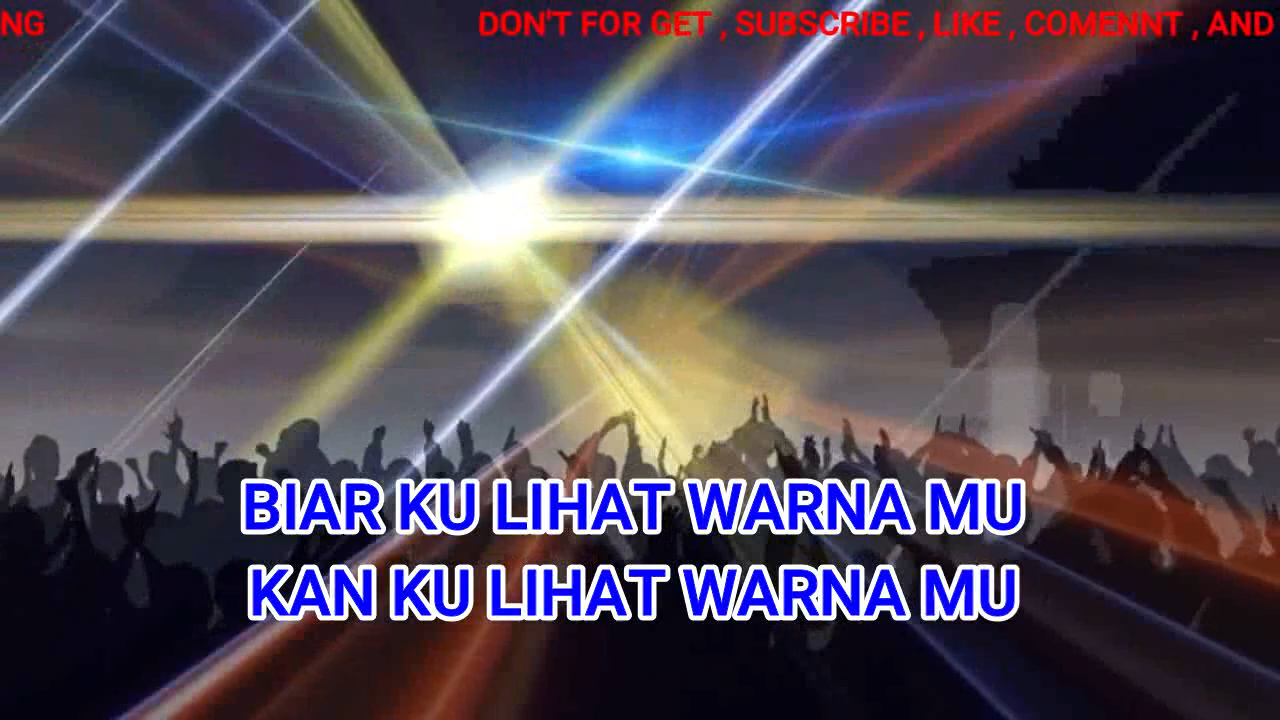 NG DON'T FOR GET , SUBSCRIBE , LIKE , COMENNT , AND
BIAR KU LIHAT WARNA MU
KAN KU LIHAT WARNA MU